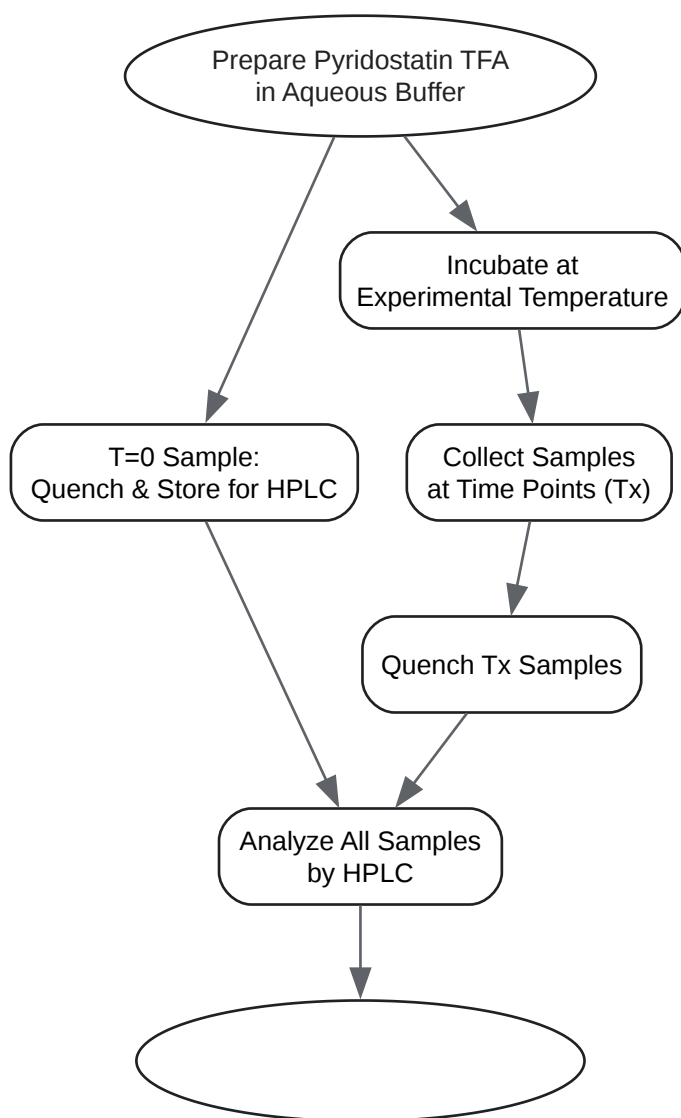 Prepare Pyridostatin TFA
in Aqueous Buffer
Incubate at
Experimental Temperature
T=0 Sample:
Quench & Store for HPLC
Collect Samples
at Time Points (Tx)
Quench Tx Samples
Analyze All Samples
by HPLC